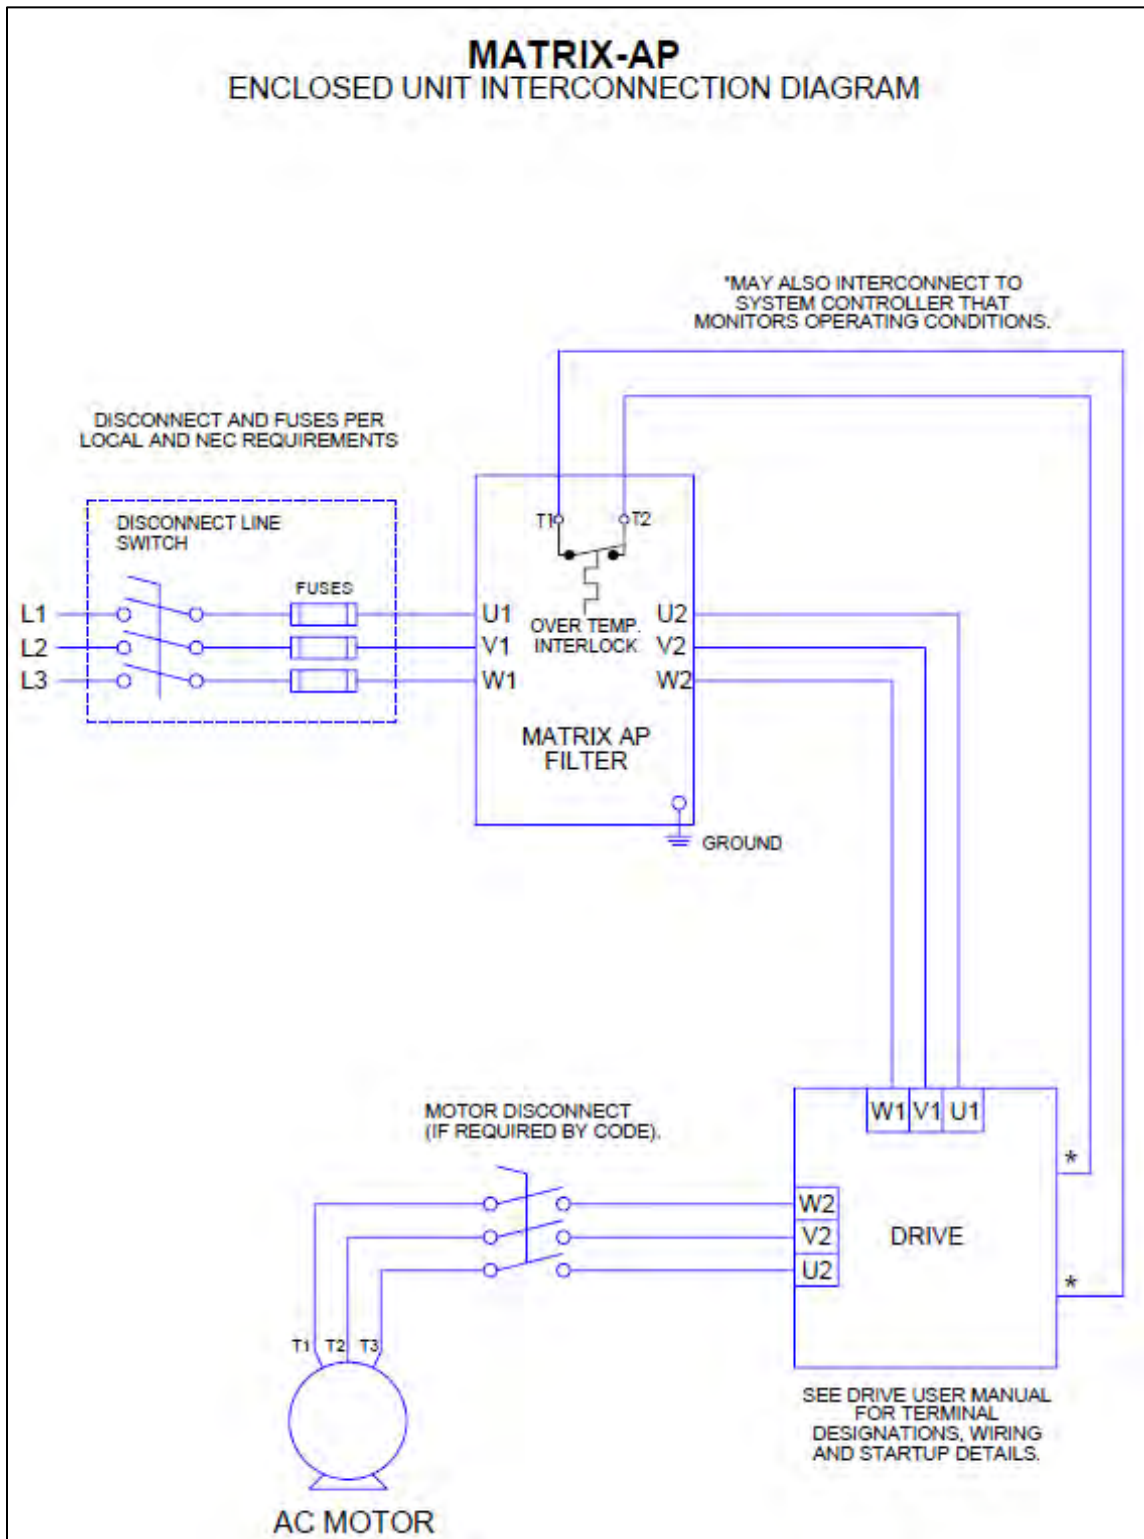 MATRIX-AP
ENCLOSED UNIT INTERCONNECTION DIAGRAM
*MAY ALSO INTERCONNECT TO
SYSTEM CONTROLLER THAT
MONITORS OPERATING CONDITIONS.
DISCONNECT AND FUSES PER
LOCAL AND NEC REQUIREMENTS
DISCONNECT LINE
SWITCH
FUSES
L1
L2
L3
T1
T2
OVER TEMP.
INTERLOCK
U1
V1
W1
U2
V2
W2
MATRIX AP
FILTER
GROUND
MOTOR DISCONNECT
(IF REQUIRED BY CODE).
W1 V1 U1
*
W2
V2
U2
DRIVE
*
T1 T2 T3
SEE DRIVE USER MANUAL
FOR TERMINAL
DESIGNATIONS, WIRING
AND STARTUP DETAILS.
AC MOTOR